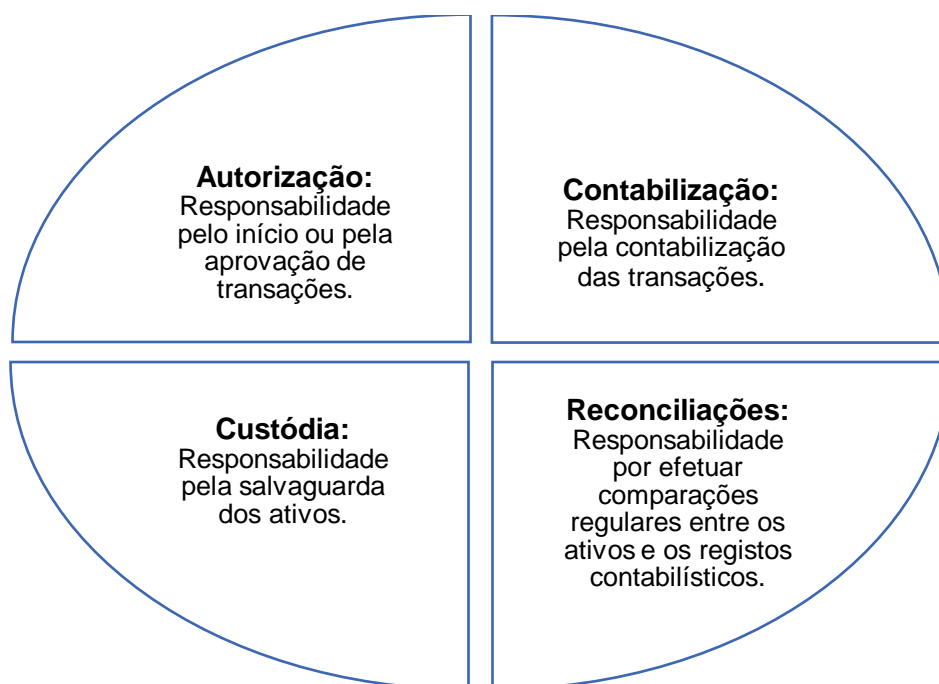 Autorização:
Responsabilidade
pelo início ou pela
aprovação de
transações.
Contabilização:
Responsabilidade
pela contabilização
das transações.
Custódia:
Responsabilidade
pela salvaguarda
dos ativos.
Reconciliações:
Responsabilidade
por efetuar
comparações
regulares entre os
ativos e os registos
contabilísticos.